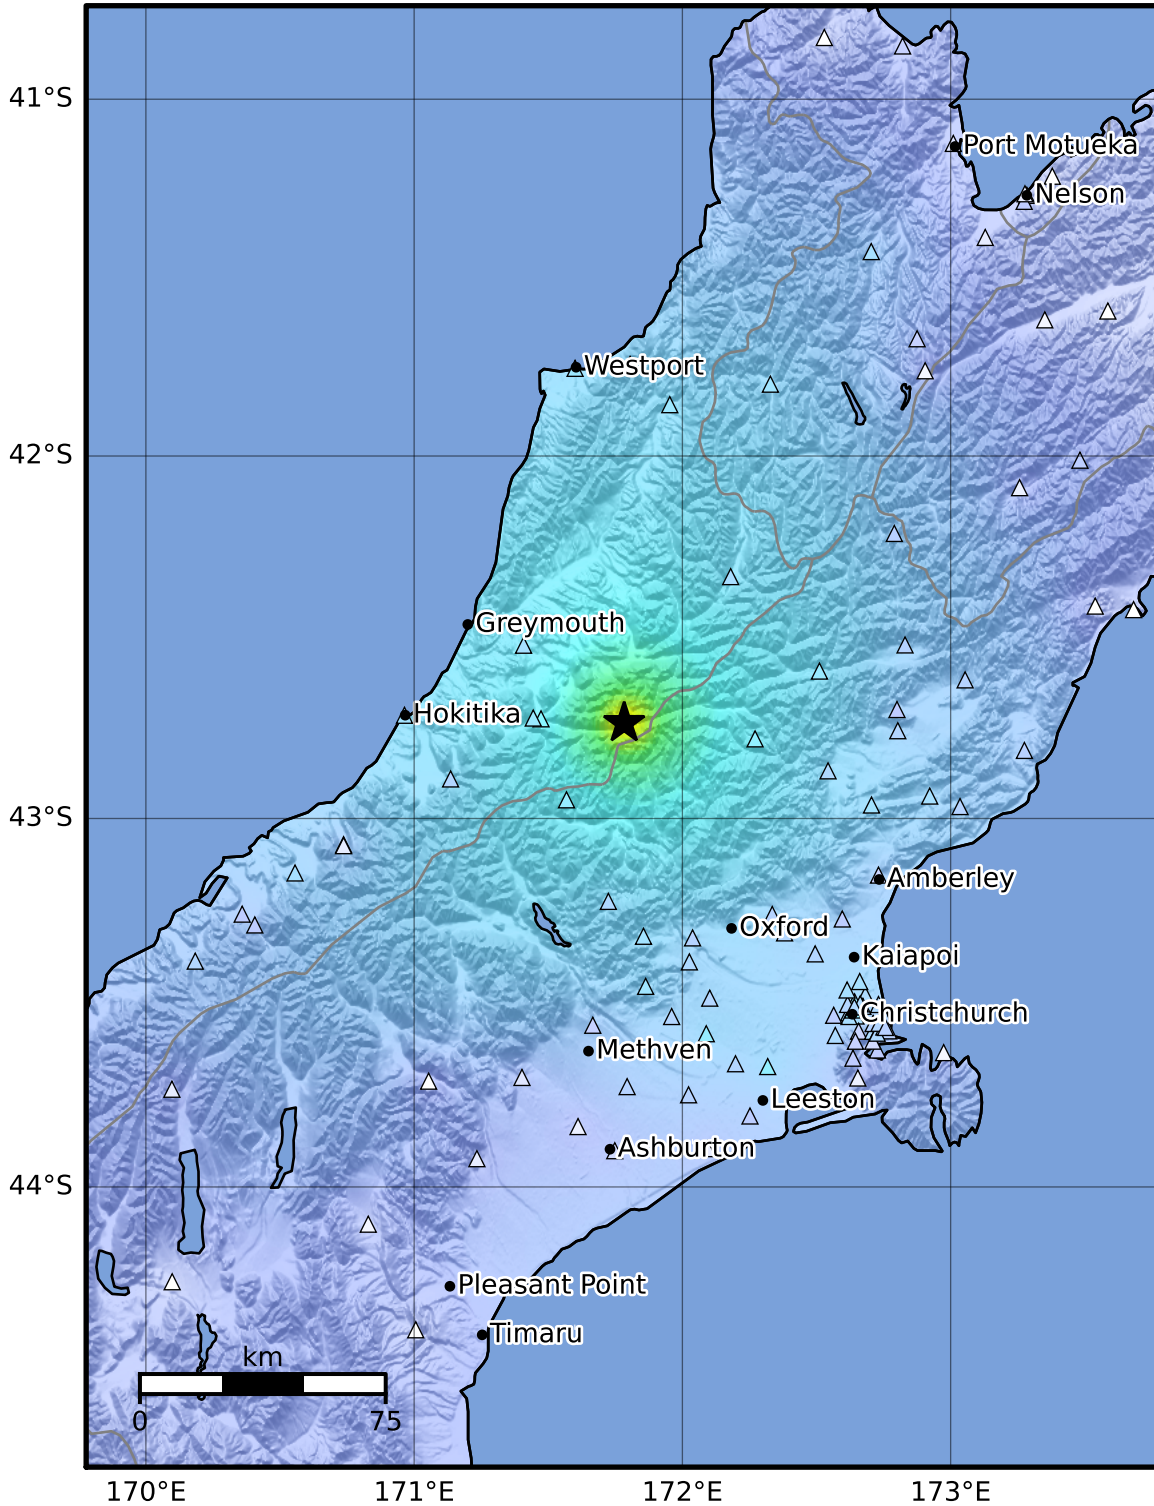 41°S
Port Motueka
Nelson
Westport
42°S
Greymouth
Hokitika
43°S
Amberley
Oxford
Kaiapoi
Christchurch
Methven
Leeston
Ashburton
44°S
Pleasant Point
Timaru
km
0 75
170°E 171°E 172°E 173°E